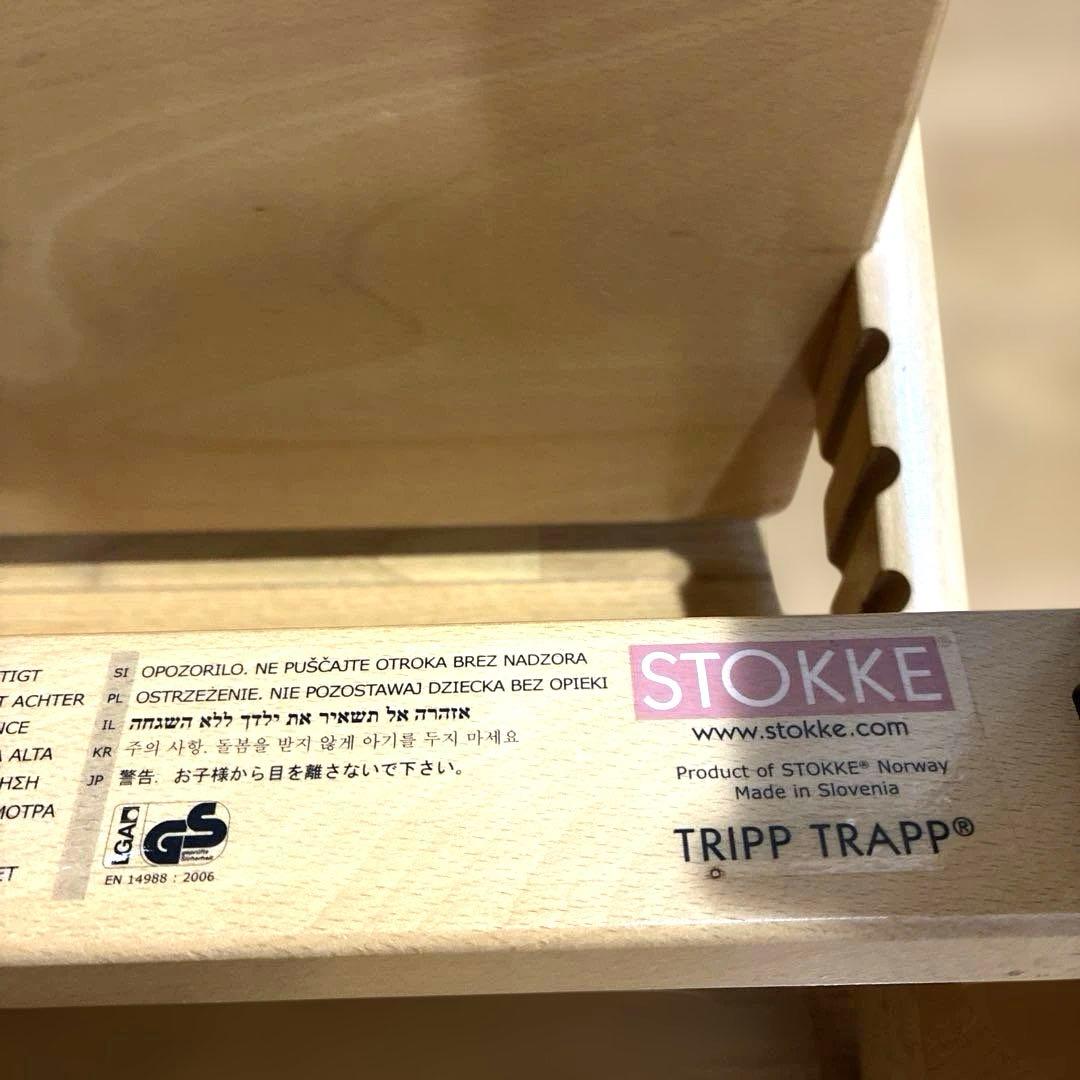 TIGT
T ACHTER
NCE
A ALTA
ΗΣΗ
МОТРА
ET
SI OPOZORILO. NE PUŠČAJTE OTROKA BREZ NADZORA
PL OSTRZEŻENIE. NIE POZOSTAWAJ DZIECKA BEZ OPIEKI
IL אזהרה אל תשאיר את ילדך ללא השגחה
KR 주의 사항. 돌봄을 받지 않게 아기를 두지 마세요
JP 警告. お子様から目を離さないで下さい。
LGA GS
geprüfte
Sicherheit
EN 14988 : 2006
STOKKE
www.stokke.com
Product of STOKKE® Norway
Made in Slovenia
TRIPP TRAPP®